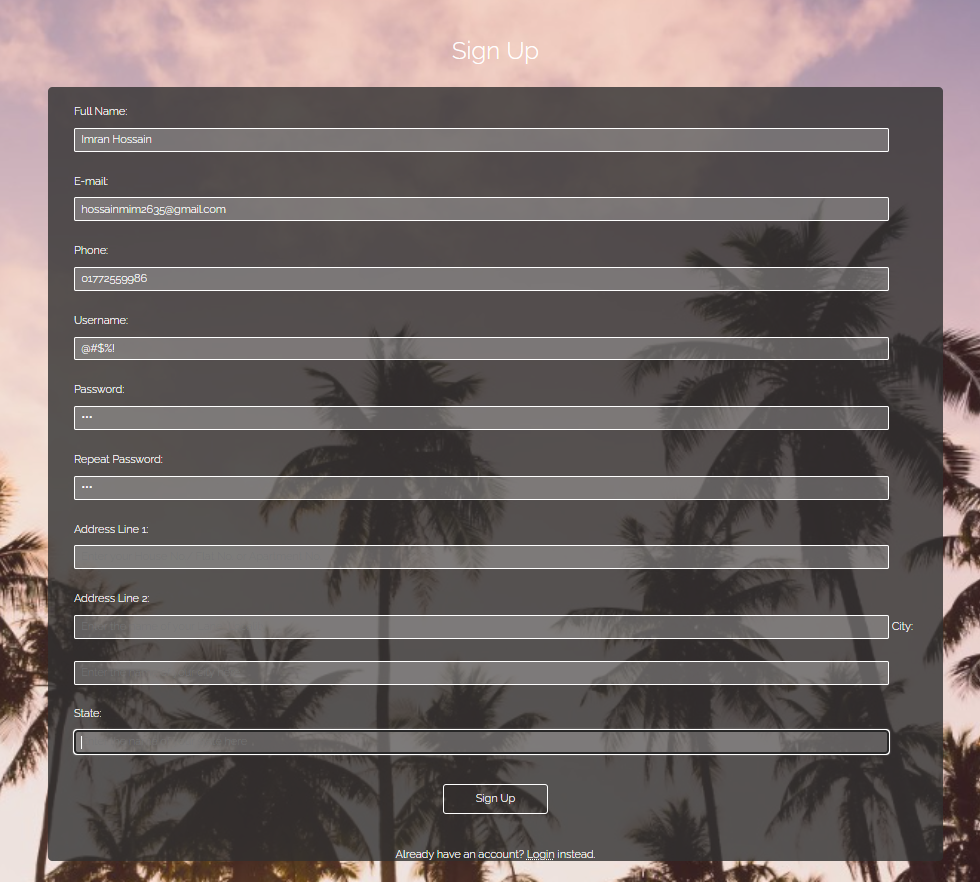 Sign Up
Full Name:
Imran Hossain
E-mail:
hossainmim2635@gmail.com
Phone:
01772559986
Username:
@#$%!
Password:
***
Repeat Password:
***
Address Line 1:
Address Line 2:
City:
State:
Sign Up
Already have an account? Login instead.